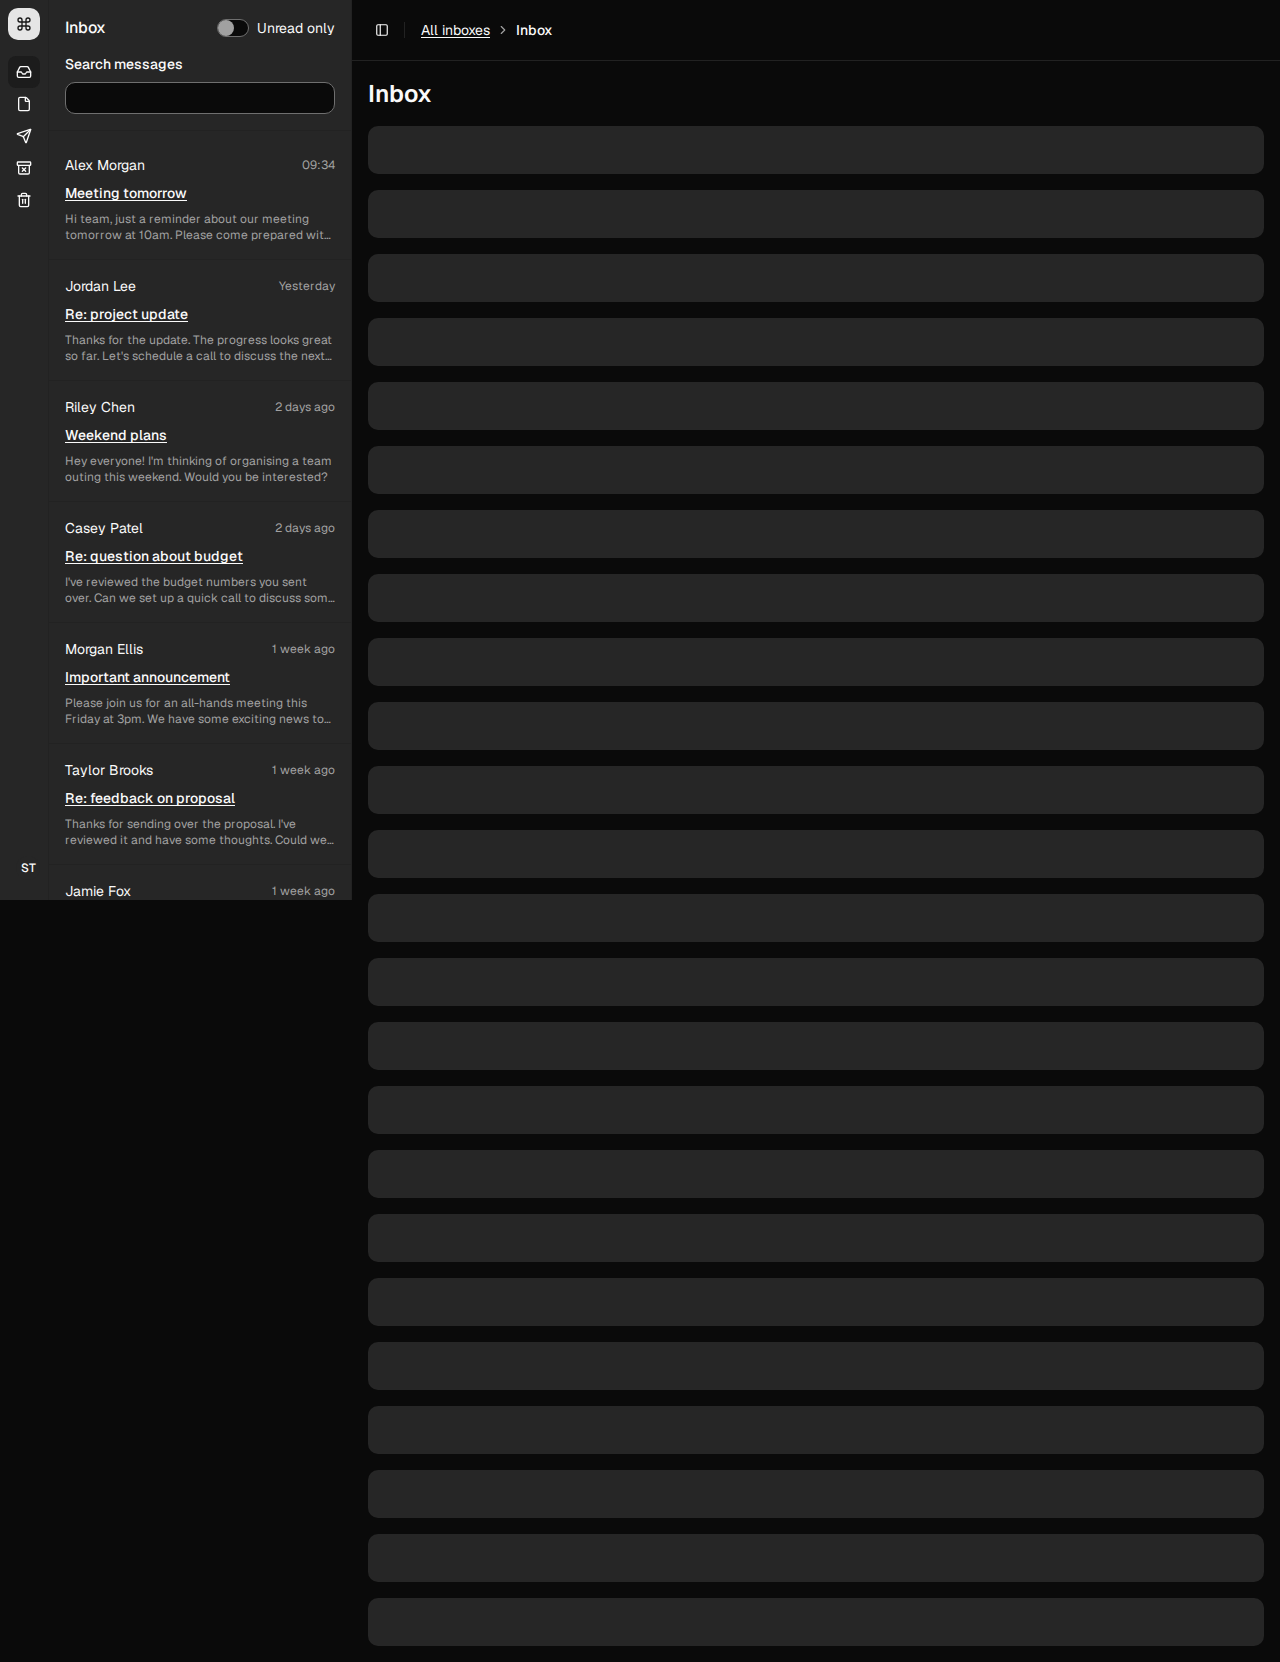 Inbox
Unread only
Search messages
Alex Morgan
09:34
Meeting tomorrow
Hi team, just a reminder about our meeting
tomorrow at 10am. Please come prepared wit...
Jordan Lee
Yesterday
Re: project update
Thanks for the update. The progress looks great
so far. Let's schedule a call to discuss the next...
Riley Chen
2 days ago
Weekend plans
Hey everyone! I'm thinking of organising a team
outing this weekend. Would you be interested?
Casey Patel
2 days ago
Re: question about budget
I've reviewed the budget numbers you sent
over. Can we set up a quick call to discuss som...
Morgan Ellis
1 week ago
Important announcement
Please join us for an all-hands meeting this
Friday at 3pm. We have some exciting news to...
Taylor Brooks
1 week ago
Re: feedback on proposal
Thanks for sending over the proposal. I've
reviewed it and have some thoughts. Could we...
Jamie Fox
1 week ago
ST
All inboxes
Inbox
Inbox